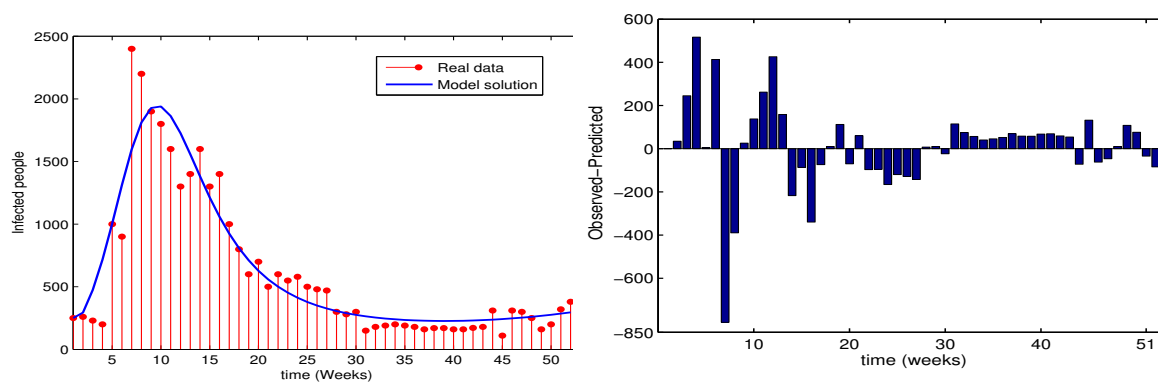 2500
2000
1500
1000
500
0
Infected people
Real data
Model solution
5 10 15 20 25 30 35 40 45 50
time (Weeks)
600
400
200
0
−200
−400
−600
−850
Observed−Predicted
10 20 30 40 51
time (weeks)